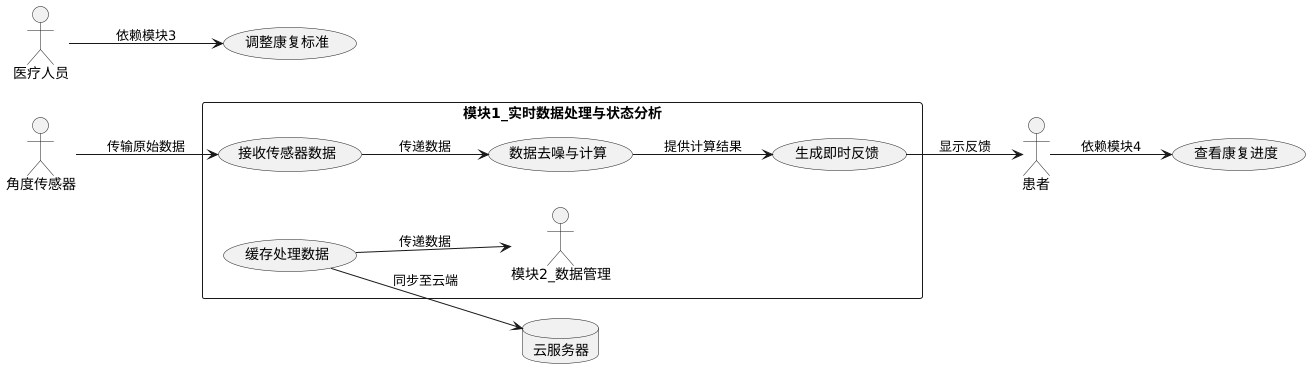 依赖模块3
调整康复标准
医疗人员
模块1_实时数据处理与状态分析
传输原始数据
接收传感器数据
传递数据
数据去噪与计算
提供计算结果
生成即时反馈
显示反馈
依赖模块4
查看康复进度
角度传感器
患者
缓存处理数据
传递数据
模块2_数据管理
同步至云端
云服务器